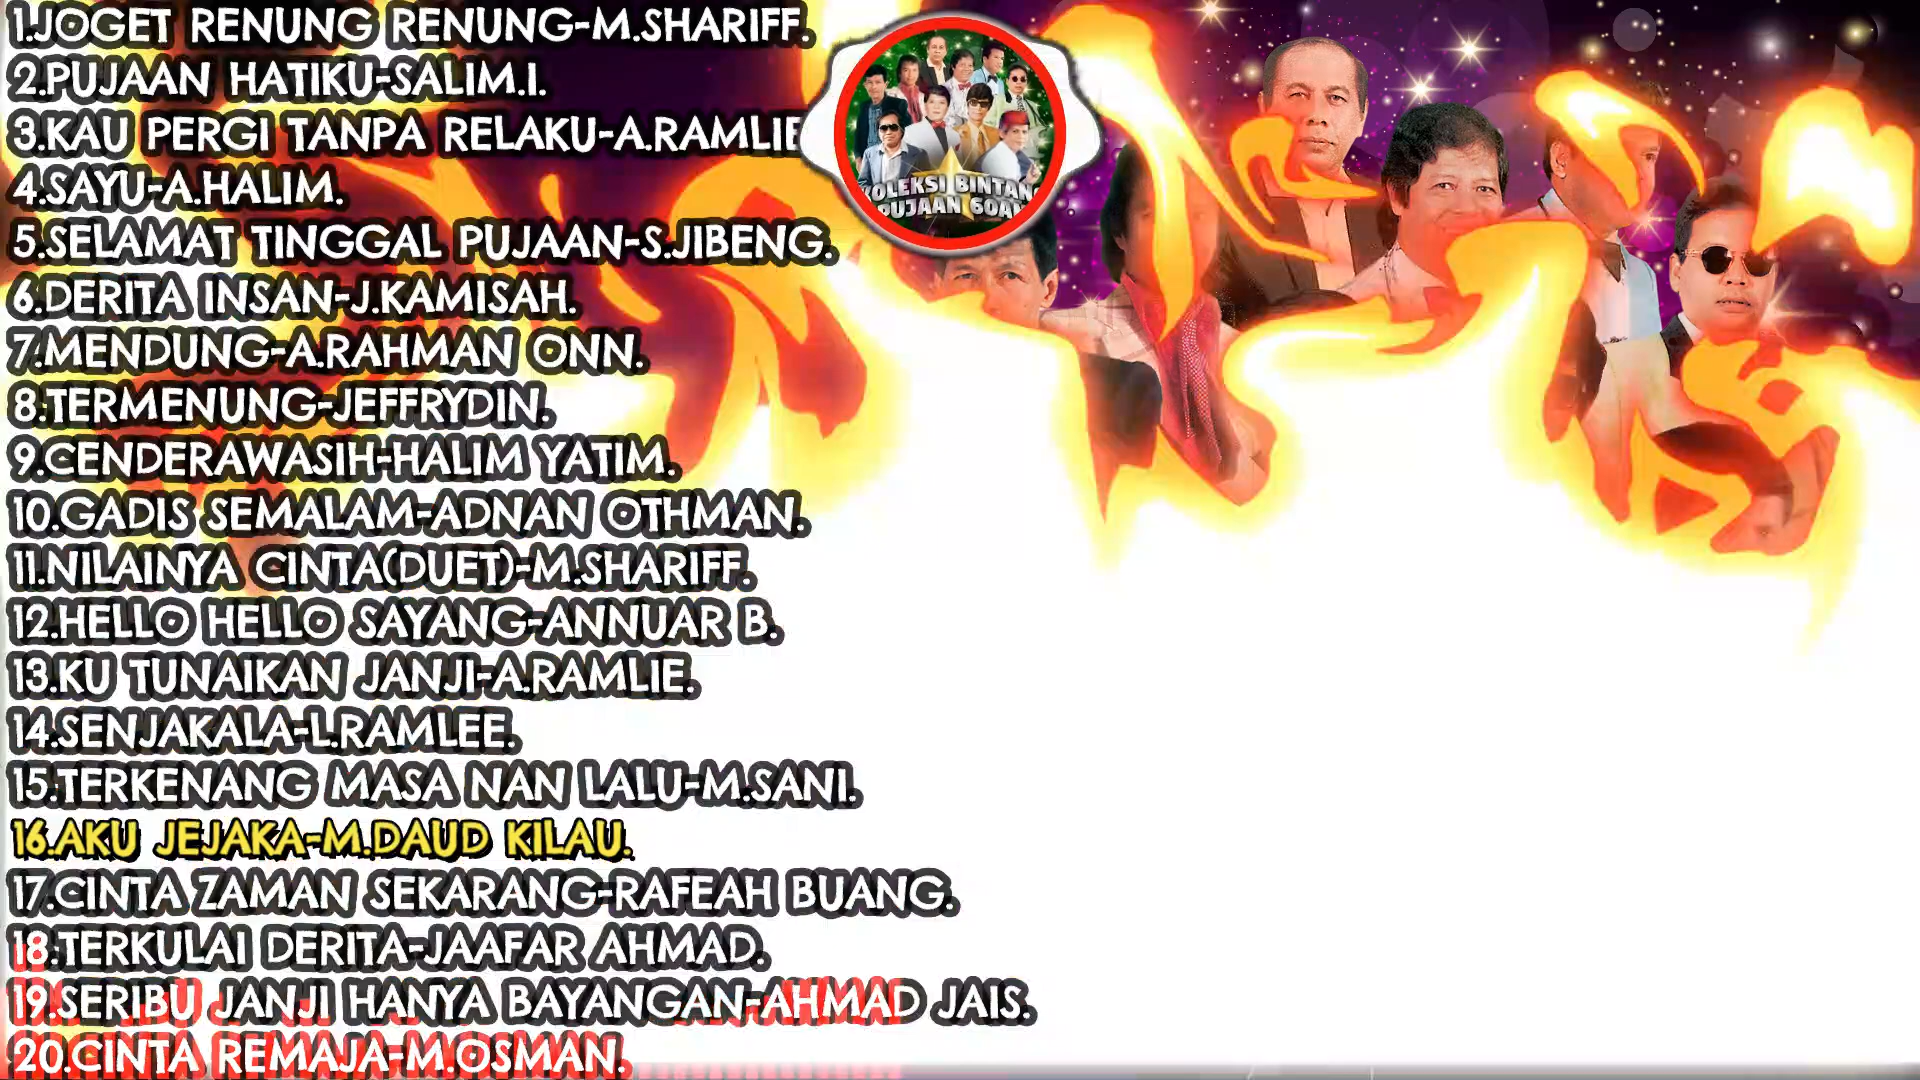 1.JOGET RENUNG RENUNG-M.SHARIFF.
2.PUJAAN HATIKU-SALIM.I.
3.KAU PERGI TANPA RELAKU-A.RAMLIE
4.SAYU-A.HALIM.
5.SELAMAT TINGGAL PUJAAN-S.JIBENG.
6.DERITA INSAN-J.KAMISAH.
7.MENDUNG-A.RAHMAN ONN.
8.TERMENUNG-JEFFRYDIN.
9.CENDERAWASIH-HALIM YATIM.
10.GADIS SEMALAM-ADNAN OTHMAN.
11.NILAINYA CINTA(DUET)-M.SHARIFF.
12.HELLO HELLO SAYANG-ANNUAR B.
13.KU TUNAIKAN JANJI-A.RAMLIE.
14.SENJAKALA-L.RAMLEE.
15.TERKENANG MASA NAN LALU-M.SANI.
16.AKU JEJAKA-M.DAUD KILAU.
17.CINTA ZAMAN SEKARANG-RAFEAH BUANG.
18.TERKULAI DERITA-JAAFAR AHMAD.
19.SERIBU JANJI HANYA BAYANGAN-AHMAD JAIS.
20.CINTA REMAJA-M.OSMAN.
OLEKSI BINTAN
PUJAAN 60A